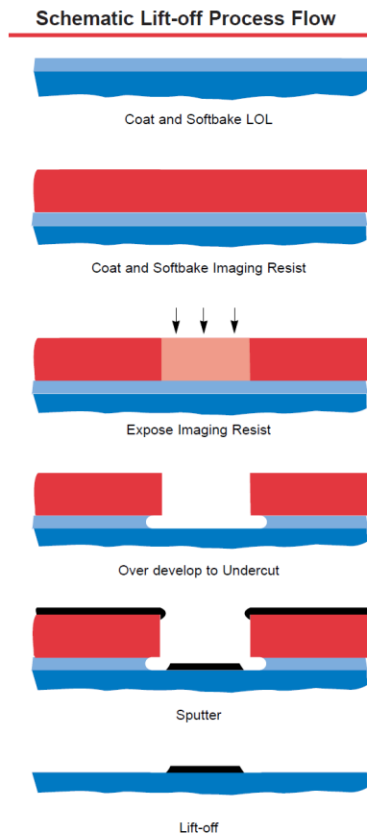 Schematic Lift-off Process Flow
Coat and Softbake LOL
Coat and Softbake Imaging Resist
Expose Imaging Resist
Over develop to Undercut
Sputter
Lift-off